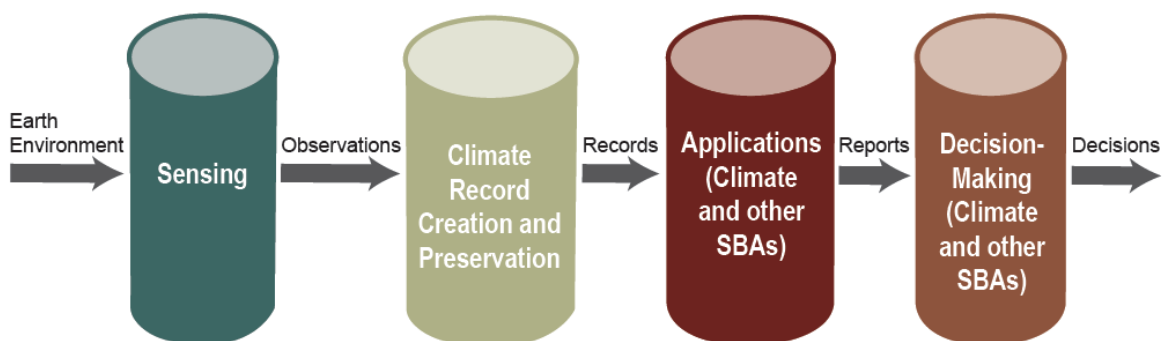 Earth
Environment
Sensing
Observations
Climate
Record
Creation and
Preservation
Records
Applications
(Climate
and other
SBAs)
Reports
Decision-
Making
(Climate
and other
SBAs)
Decisions